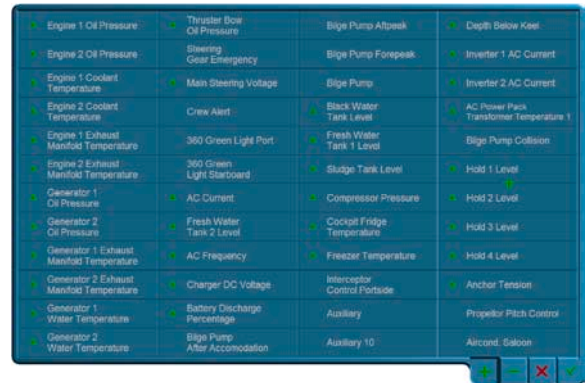 Engine 1 Oil Pressure
Engine 2 Oil Pressure
Engine 1 Coolant
Temperature
Engine 2 Coolant
Temperature
Engine 1 Exhaust
Manifold Temperature
Engine 2 Exhaust
Manifold Temperature
Generator 1
Oil Pressure
Generator 2
Oil Pressure
Generator 1 Exhaust
Manifold Temperature
Generator 2 Exhaust
Manifold Temperature
Generator 1
Water Temperature
Generator 2
Water Temperature
Thruster Bow
Oil Pressure
Steering
Gear Emergency
Main Steering Voltage
Crew Alert
360 Green Light Port
360 Green
Light Starboard
AC Current
Fresh Water
Tank 2 Level
AC Frequency
Charger DC Voltage
Battery Discharge
Percentage
Bilge Pump
After Accomodation
Bilge Pump Aftpeak
Bilge Pump Forepeak
Bilge Pump
Black Water
Tank Level
Fresh Water
Tank 1 Level
Sludge Tank Level
Compressor Pressure
Cockpit Fridge
Temperature
Freezer Temperature
Interceptor
Control Portside
Auxiliary
Auxiliary 10
Depth Below Keel
Inverter 1 AC Current
Inverter 2 AC Current
AC Power Pack
Transformer Temperature 1
Bilge Pump Collision
Hold 1 Level
Hold 2 Level
Hold 3 Level
Hold 4 Level
Anchor Tension
Propellor Pitch Control
Aircond. Saloon